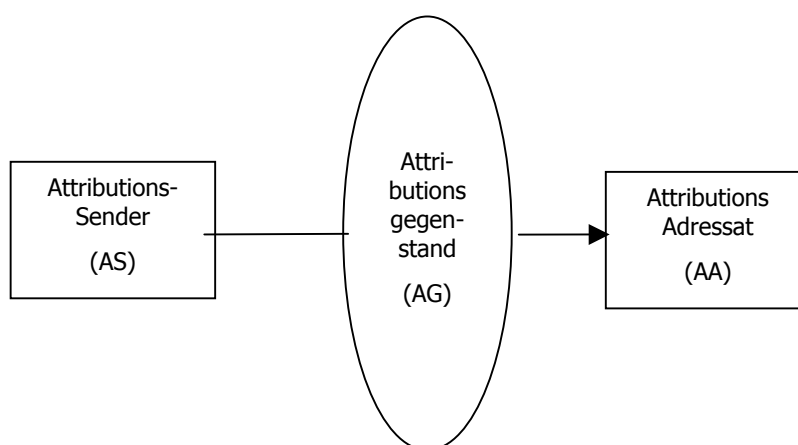 Attributions-
Sender
(AS)
Attri-
butions
gegen-
stand
(AG)
Attributions
Adressat
(AA)